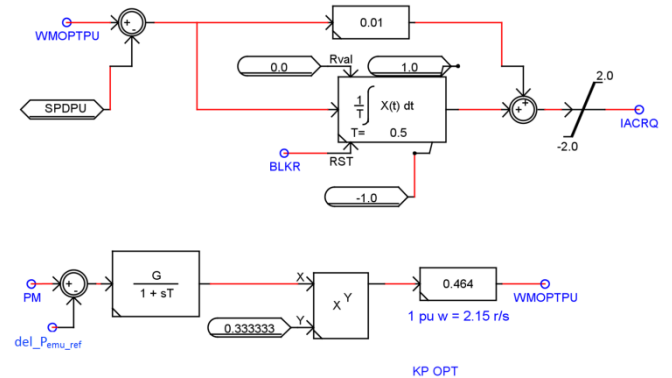 0.01
WMOPTPU
+
-
0.0
Rval
1.0
2.0
SPDPU
1
T
X(t) dt
T= 0.5
+
+
IACRQ
-2.0
BLKR
RST
-1.0
G
1 + sT
PM
+
-
X
X Y
0.464
WMOPTPU
0.333333
Y
1 pu w = 2.15 r/s
del_Pemu_ref
KP OPT